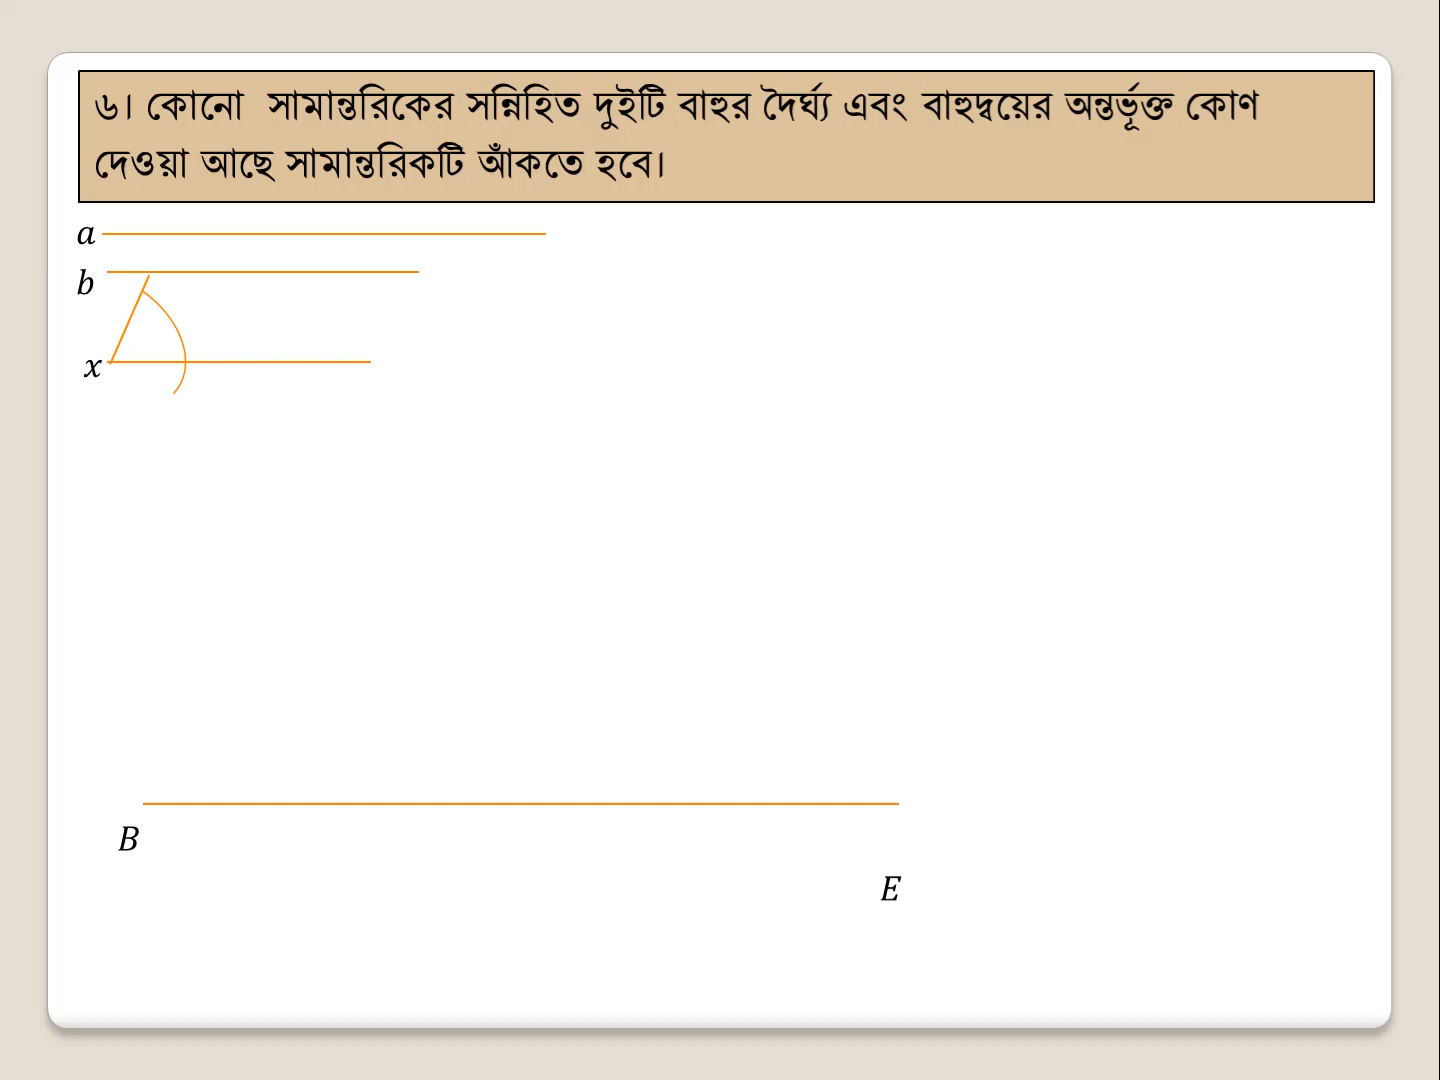 ৬। কোনো সামান্তরিকের সন্নিহিত দুইটি বাহুর দৈর্ঘ্য এবং বাহুদ্বয়ের অন্তর্ভূক্ত কোণ
দেওয়া আছে সামান্তরিকটি আঁকতে হবে।
a
b
x
B
E